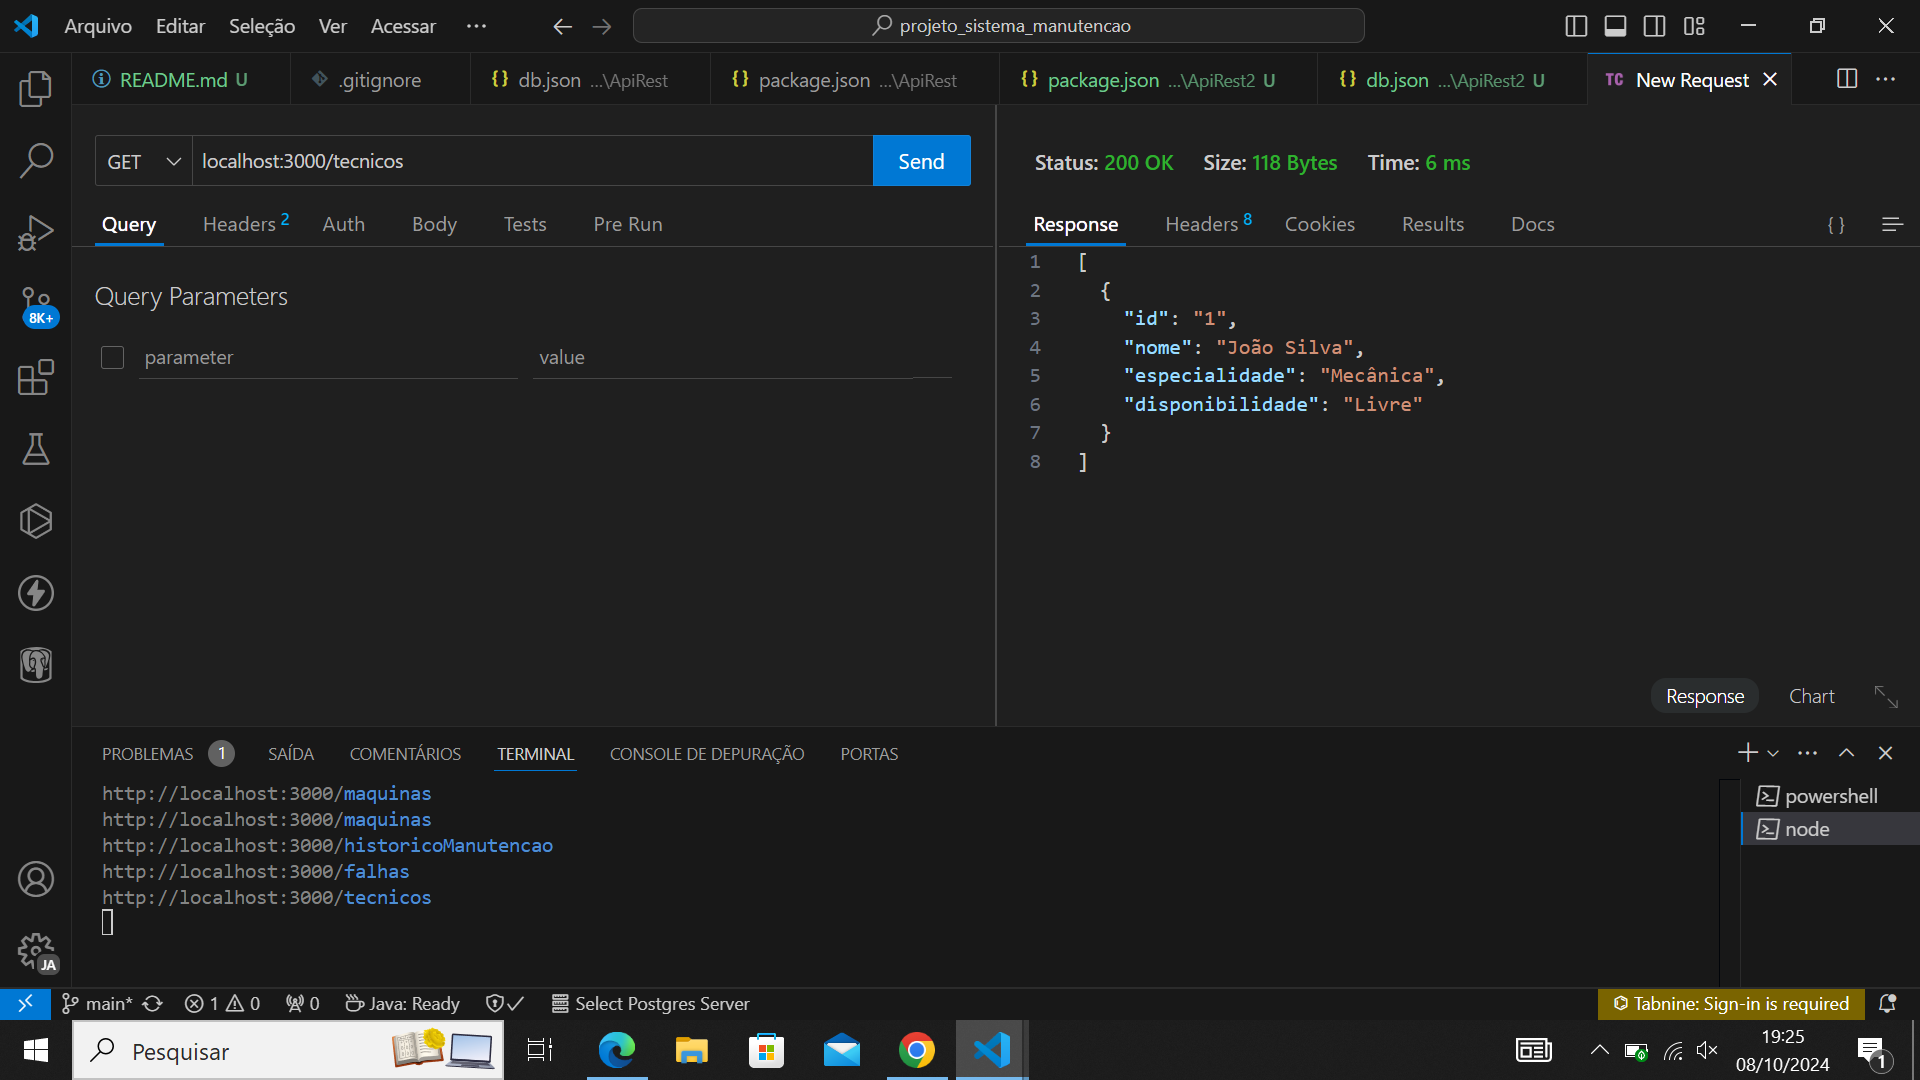 Arquivo Editar Seleção Ver Acessar ··· projeto_sistema_manutencao
README.md U .gitignore {} db.json ...\ApiRest {} package.json ...\ApiRest {} package.json ...\ApiRest2 U {} db.json ...\ApiRest2 U TC New Request
GET localhost:3000/tecnicos Send
Query Headers 2 Auth Body Tests Pre Run
Query Parameters
parameter value
Status: 200 OK Size: 118 Bytes Time: 6 ms
Response Headers 8 Cookies Results Docs { }
1 [
2 {
3 "id": "1",
4 "nome": "João Silva",
5 "especialidade": "Mecânica",
6 "disponibilidade": "Livre"
7 }
8 ]
Response Chart
8K+
PROBLEMAS 1 SAÍDA COMENTÁRIOS TERMINAL CONSOLE DE DEPURAÇÃO PORTAS
http://localhost:3000/maquinas
http://localhost:3000/maquinas
http://localhost:3000/historicoManutencao
http://localhost:3000/falhas
http://localhost:3000/tecnicos
powershell
node
JA
main* 1 0 0 Java: Ready Select Postgres Server Tabnine: Sign-in is required
Pesquisar
19:25
08/10/2024
1